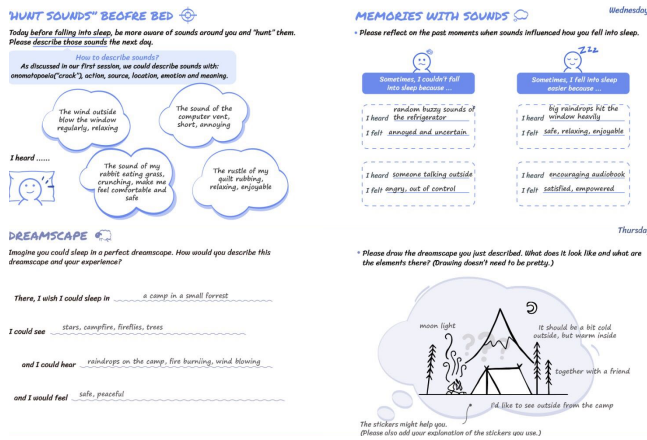 "HUNT SOUNDS" BEOFRE BED
Today before falling into sleep, be more aware of sounds around you and "hunt" them.
Please describe those sounds the next day.
How to describe sounds?
As discussed in our first session, we could describe sounds with:
onomatopoeia("crack"), action, source, location, emotion and meaning.
The wind outside
blow the window
regularly, relaxing
The sound of the
computer vent,
short, annoying
I heard ......
The sound of my
rabbit eating grass,
crunching, make me
feel comfortable and
safe
The rustle of my
quilt rubbing,
relaxing, enjoyable
DREAMSCAPE
Imagine you could sleep in a perfect dreamscape. How would you describe this
dreamscape and your experience?
There, I wish I could sleep in a camp in a small forrest
I could see stars, campfire, fireflies, trees
and I could hear raindrops on the camp, fire burniing, wind blowing
and I would feel safe, peaceful
Wednesday
MEMORIES WITH SOUNDS
Please reflect on the past moments when sounds influenced how you fell into sleep.
Sometimes, I couldn't fall
into sleep because ...
random buzzy sounds of
I heard the refrigerator
I felt annoyed and uncertain
I heard someone talking outside
I felt angry, out of control
zzz
Sometimes, I fell into sleep
easier because ...
big raindrops hit the
I heard window heavily
I felt safe, relaxing, enjoyable
I heard encouraging audiobook
I felt satisfied, empowered
Thursda
* Please draw the dreamscape you just described. What does it look like and what are
the elements there? (Drawing doesn't need to be pretty.)
moon light
???
It should be a bit cold
outside, but warm inside
together with a friend
I'd like to see outside from the camp
The stickers might help you.
(Please also add your explanation of the stickers you use.)